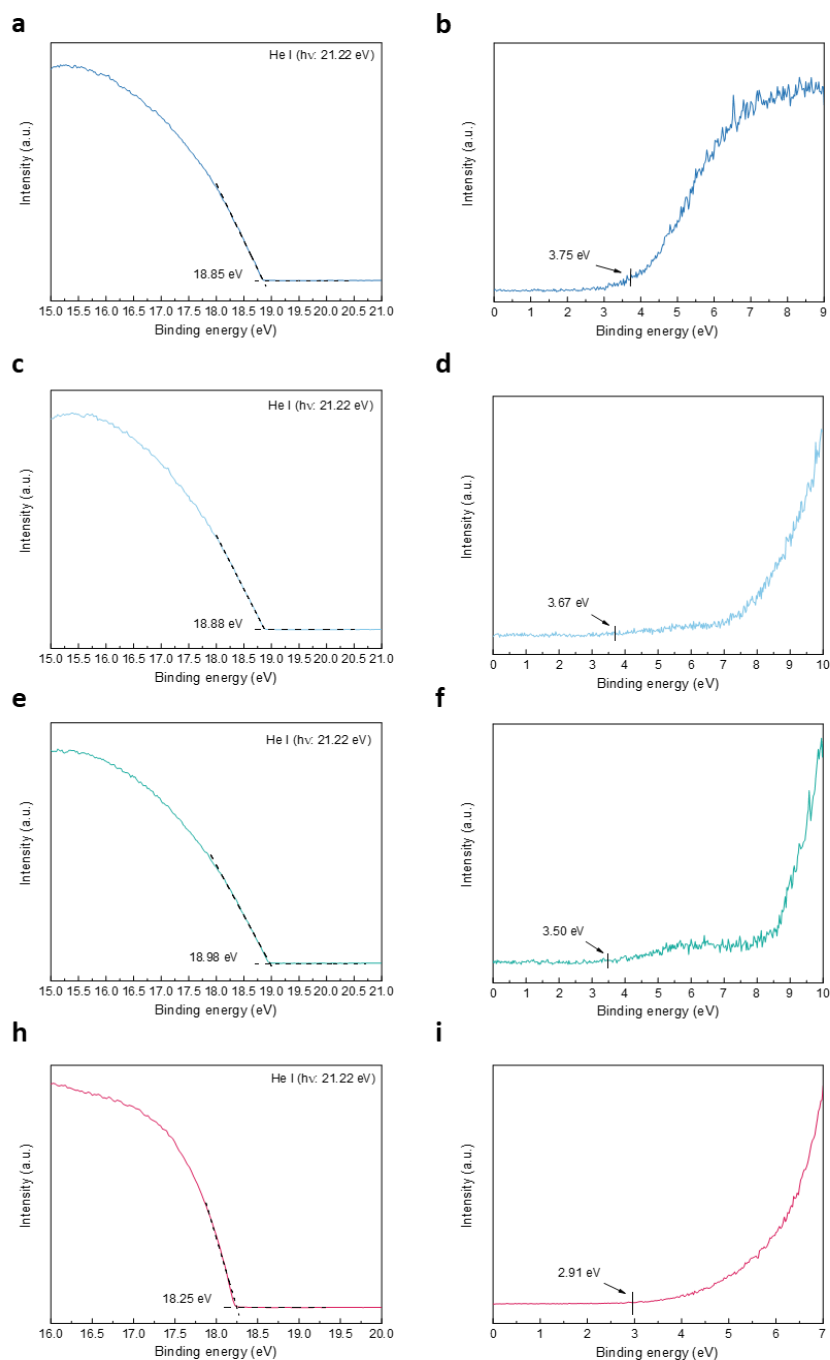 a
He I (hν: 21.22 eV)
Intensity (a.u.)
18.85 eV
15.0 15.5 16.0 16.5 17.0 17.5 18.0 18.5 19.0 19.5 20.0 20.5 21.0
Binding energy (eV)
b
Intensity (a.u.)
3.75 eV
0 1 2 3 4 5 6 7 8 9
Binding energy (eV)
c
He I (hν: 21.22 eV)
Intensity (a.u.)
18.88 eV
15.0 15.5 16.0 16.5 17.0 17.5 18.0 18.5 19.0 19.5 20.0 20.5 21.0
Binding energy (eV)
d
Intensity (a.u.)
3.67 eV
0 1 2 3 4 5 6 7 8 9 10
Binding energy (eV)
e
He I (hν: 21.22 eV)
Intensity (a.u.)
18.98 eV
15.0 15.5 16.0 16.5 17.0 17.5 18.0 18.5 19.0 19.5 20.0 20.5 21.0
Binding energy (eV)
f
Intensity (a.u.)
3.50 eV
0 1 2 3 4 5 6 7 8 9 10
Binding energy (eV)
h
He I (hν: 21.22 eV)
Intensity (a.u.)
18.25 eV
16.0 16.5 17.0 17.5 18.0 18.5 19.0 19.5 20.0
Binding energy (eV)
i
Intensity (a.u.)
2.91 eV
0 1 2 3 4 5 6 7
Binding energy (eV)